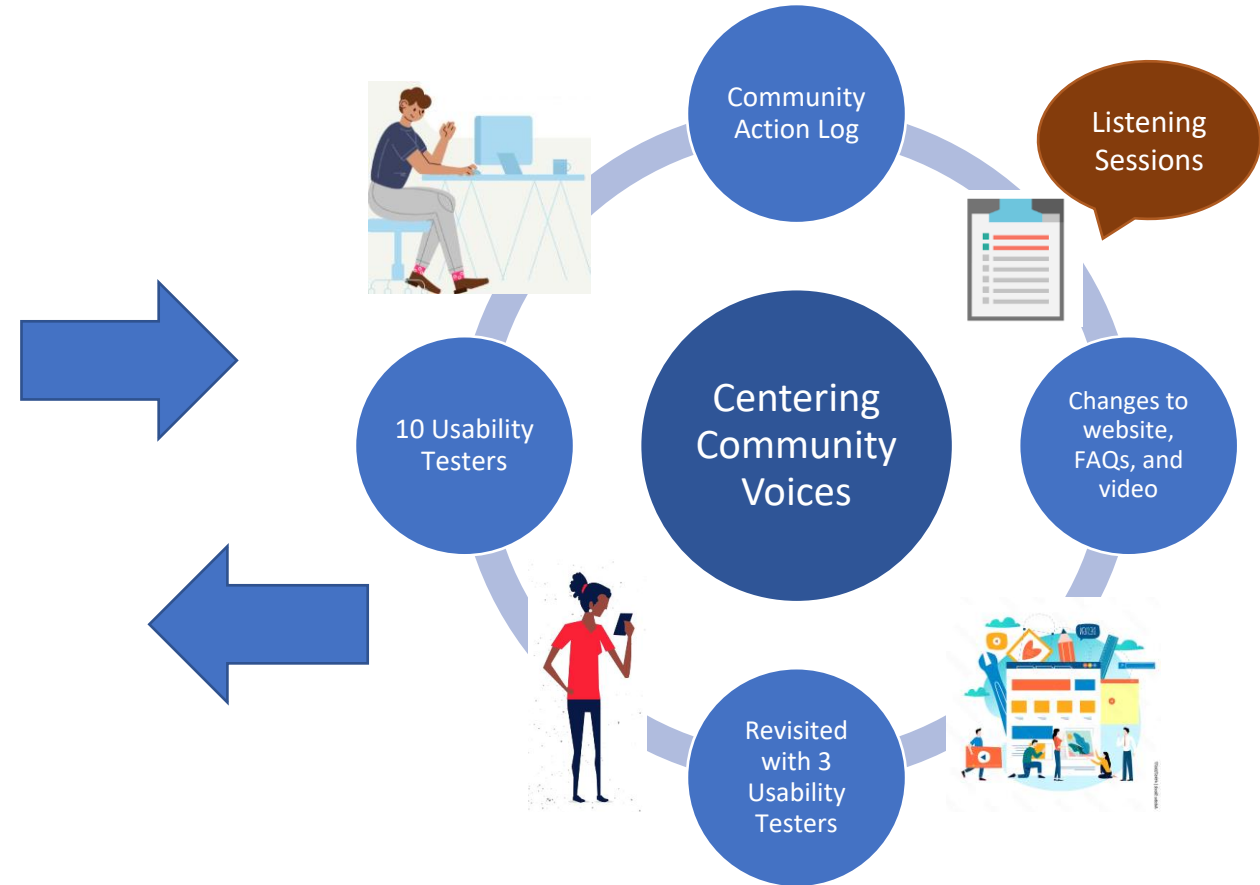 Community
Action Log
Listening
Sessions
10 Usability
Testers
Centering
Community
Voices
Changes to
website,
FAQs, and
video
Revisited
with 3
Usability
Testers